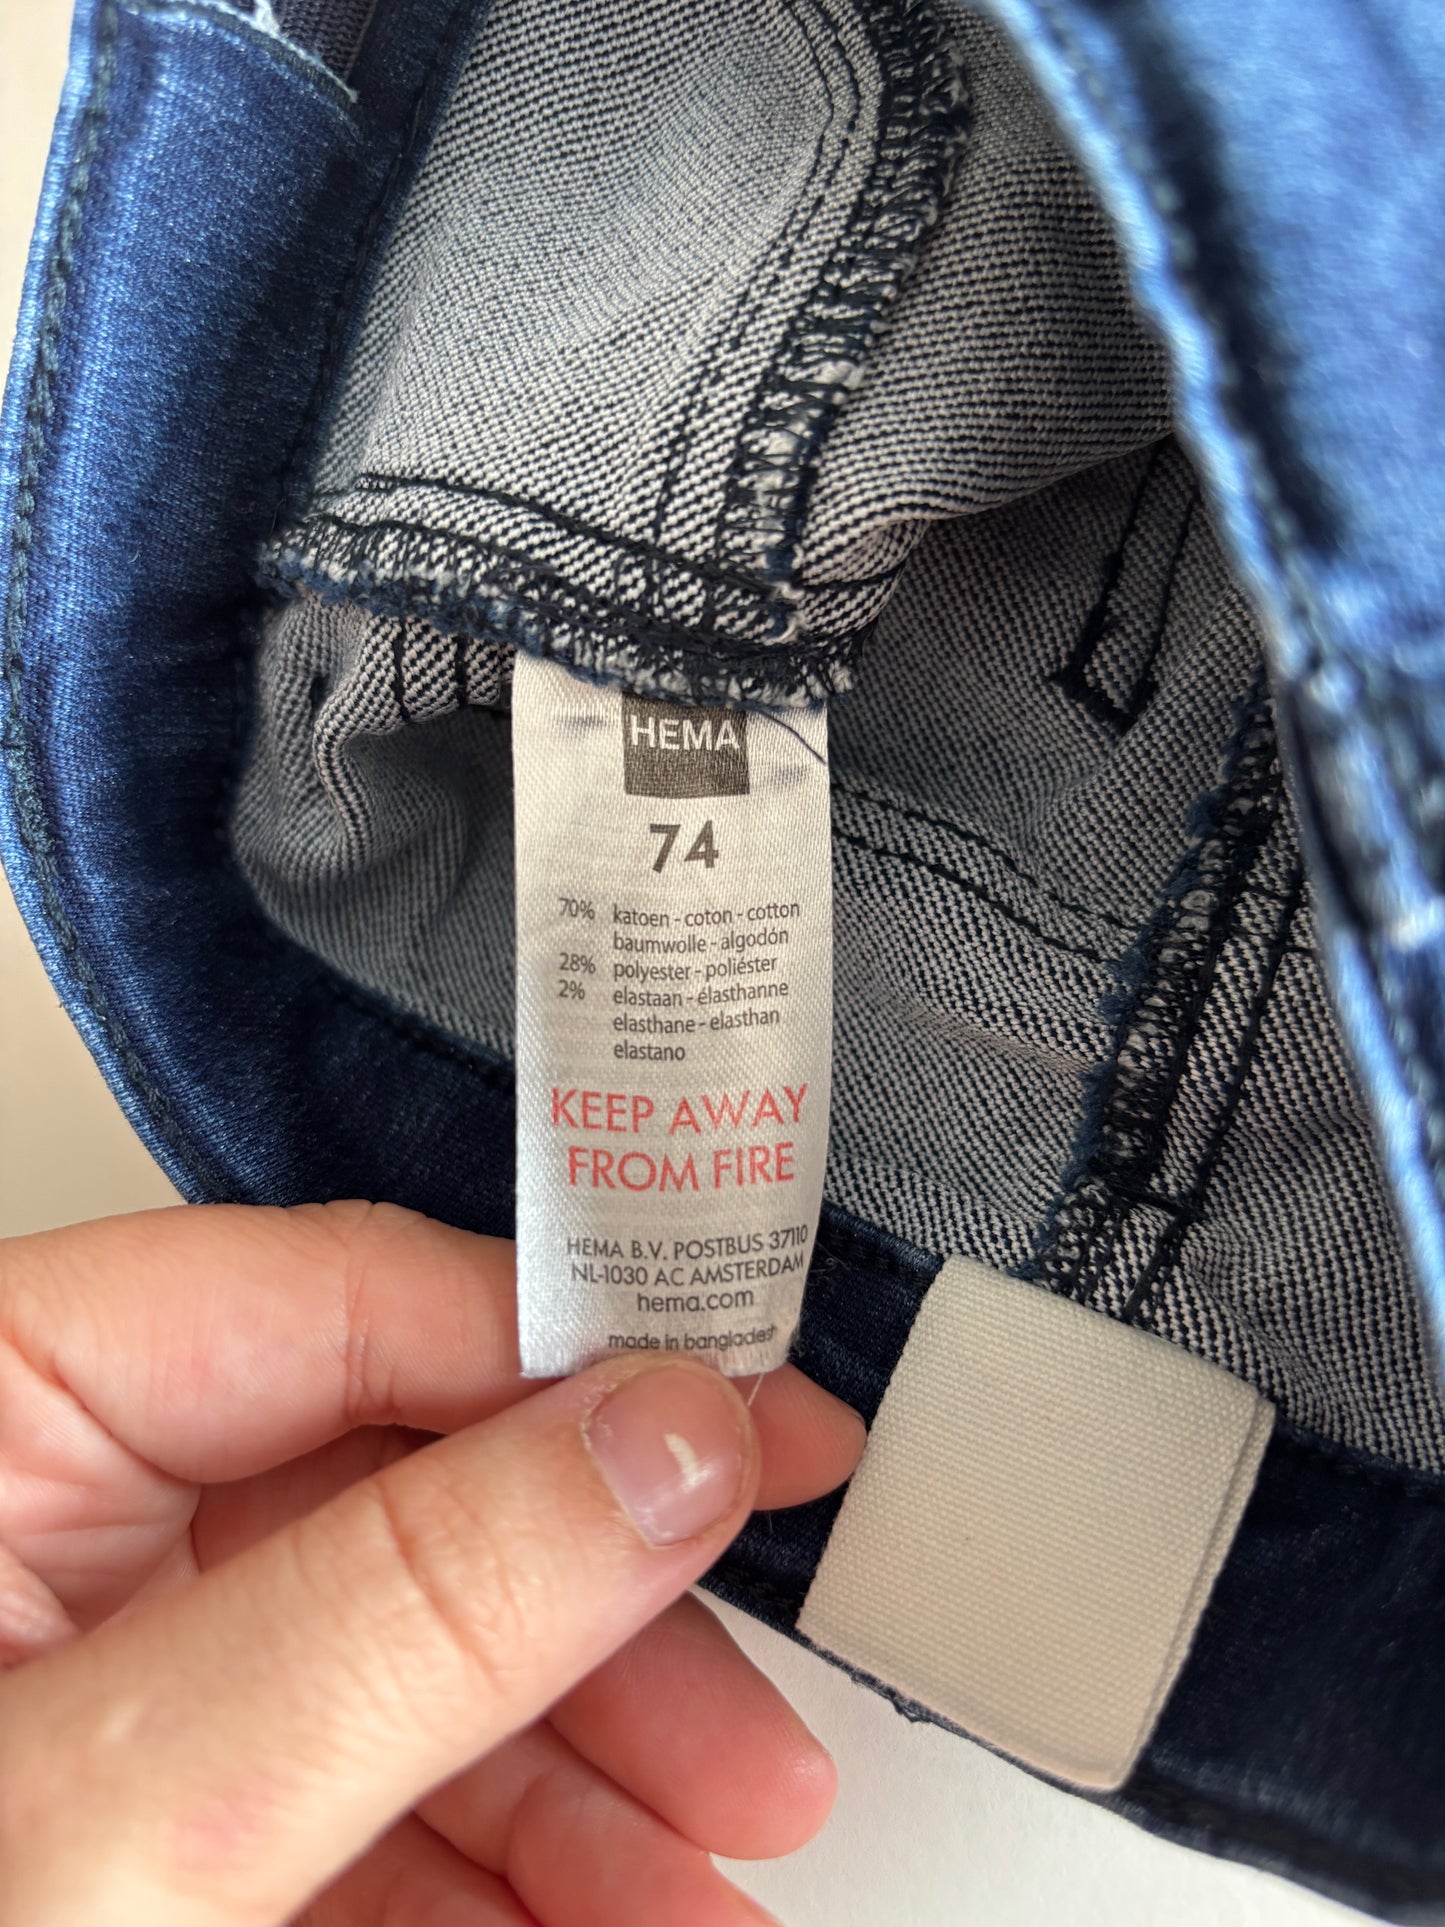 HEMA
74
70% katoen - coton - cotton
baumwolle - algodón
28% polyester - poliéster
2% elastaan - élasthanne
elasthane - elasthan
elastano
KEEP AWAY
FROM FIRE
HEMA B.V. POSTBUS 37110
NL-1030 AC AMSTERDAM
hema.com
made in bangladesh